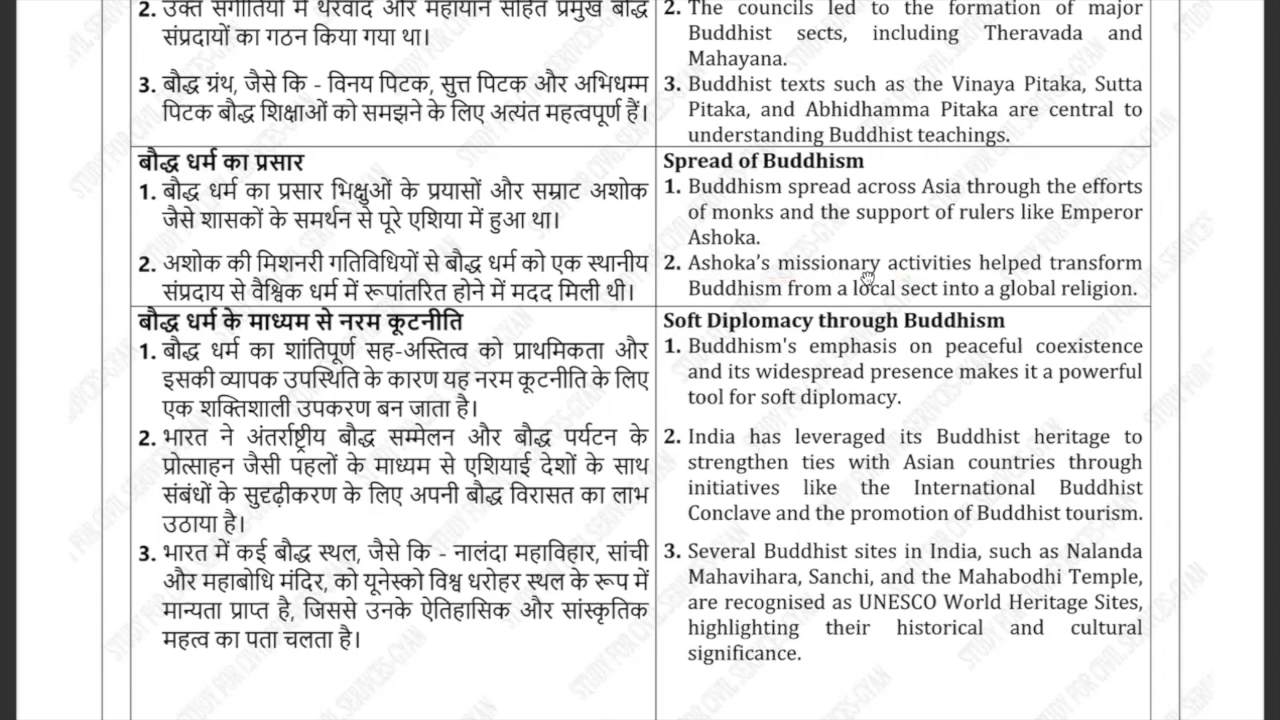 2. उक्त संगीतियों में थेरवाद और महायान सहित प्रमुख बौद्ध
संप्रदायों का गठन किया गया था।
3. बौद्ध ग्रंथ, जैसे कि - विनय पिटक, सुत्त पिटक और अभिधम्म
पिटक बौद्ध शिक्षाओं को समझने के लिए अत्यंत महत्वपूर्ण हैं।
2. The councils led to the formation of major
Buddhist sects, including Theravada and
Mahayana.
3. Buddhist texts such as the Vinaya Pitaka, Sutta
Pitaka, and Abhidhamma Pitaka are central to
understanding Buddhist teachings.
बौद्ध धर्म का प्रसार
1. बौद्ध धर्म का प्रसार भिक्षुओं के प्रयासों और सम्राट अशोक
जैसे शासकों के समर्थन से पूरे एशिया में हुआ था।
2. अशोक की मिशनरी गतिविधियों से बौद्ध धर्म को एक स्थानीय
संप्रदाय से वैश्विक धर्म में रूपांतरित होने में मदद मिली थी।
Spread of Buddhism
1. Buddhism spread across Asia through the efforts
of monks and the support of rulers like Emperor
Ashoka.
2. Ashoka's missionary activities helped transform
Buddhism from a local sect into a global religion.
बौद्ध धर्म के माध्यम से नरम कूटनीति
1. बौद्ध धर्म का शांतिपूर्ण सह-अस्तित्व को प्राथमिकता और
इसकी व्यापक उपस्थिति के कारण यह नरम कूटनीति के लिए
एक शक्तिशाली उपकरण बन जाता है।
2. भारत ने अंतर्राष्ट्रीय बौद्ध सम्मेलन और बौद्ध पर्यटन के
प्रोत्साहन जैसी पहलों के माध्यम से एशियाई देशों के साथ
संबंधों के सुदृढ़ीकरण के लिए अपनी बौद्ध विरासत का लाभ
उठाया है।
3. भारत में कई बौद्ध स्थल, जैसे कि - नालंदा महाविहार, सांची
और महाबोधि मंदिर, को यूनेस्को विश्व धरोहर स्थल के रूप में
मान्यता प्राप्त है, जिससे उनके ऐतिहासिक और सांस्कृतिक
महत्व का पता चलता है।
Soft Diplomacy through Buddhism
1. Buddhism's emphasis on peaceful coexistence
and its widespread presence makes it a powerful
tool for soft diplomacy.
2. India has leveraged its Buddhist heritage to
strengthen ties with Asian countries through
initiatives like the International Buddhist
Conclave and the promotion of Buddhist tourism.
3. Several Buddhist sites in India, such as Nalanda
Mahavihara, Sanchi, and the Mahabodhi Temple,
are recognised as UNESCO World Heritage Sites,
highlighting their historical and cultural
significance.
STUDY FOR CIVIL SERVICES-GYAN